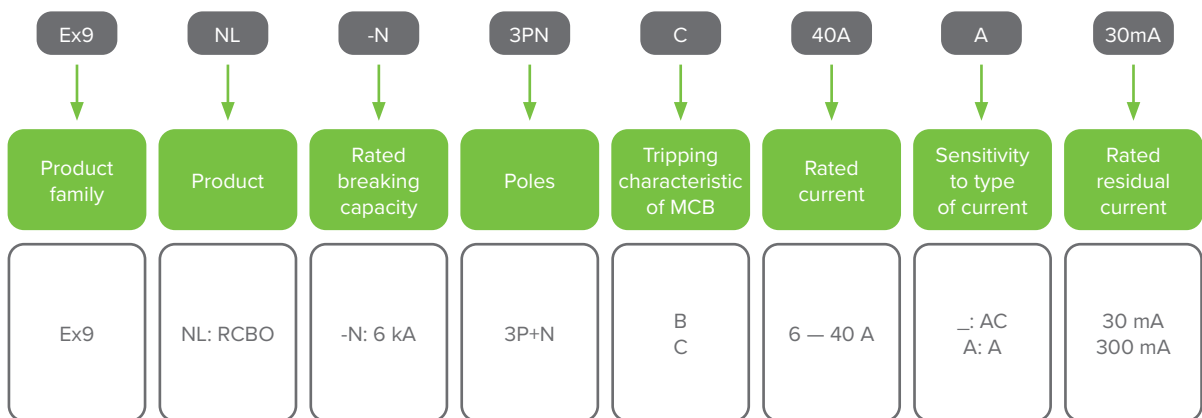 Ex9
NL
-N
3PN
C
40A
A
30mA
Product
family
Product
Rated
breaking
capacity
Poles
Tripping
characteristic
of MCB
Rated
current
Sensitivity
to type
of current
Rated
residual
current
Ex9
NL: RCBO
-N: 6 kA
3P+N
B
C
6 — 40 A
_: AC
A: A
30 mA
300 mA